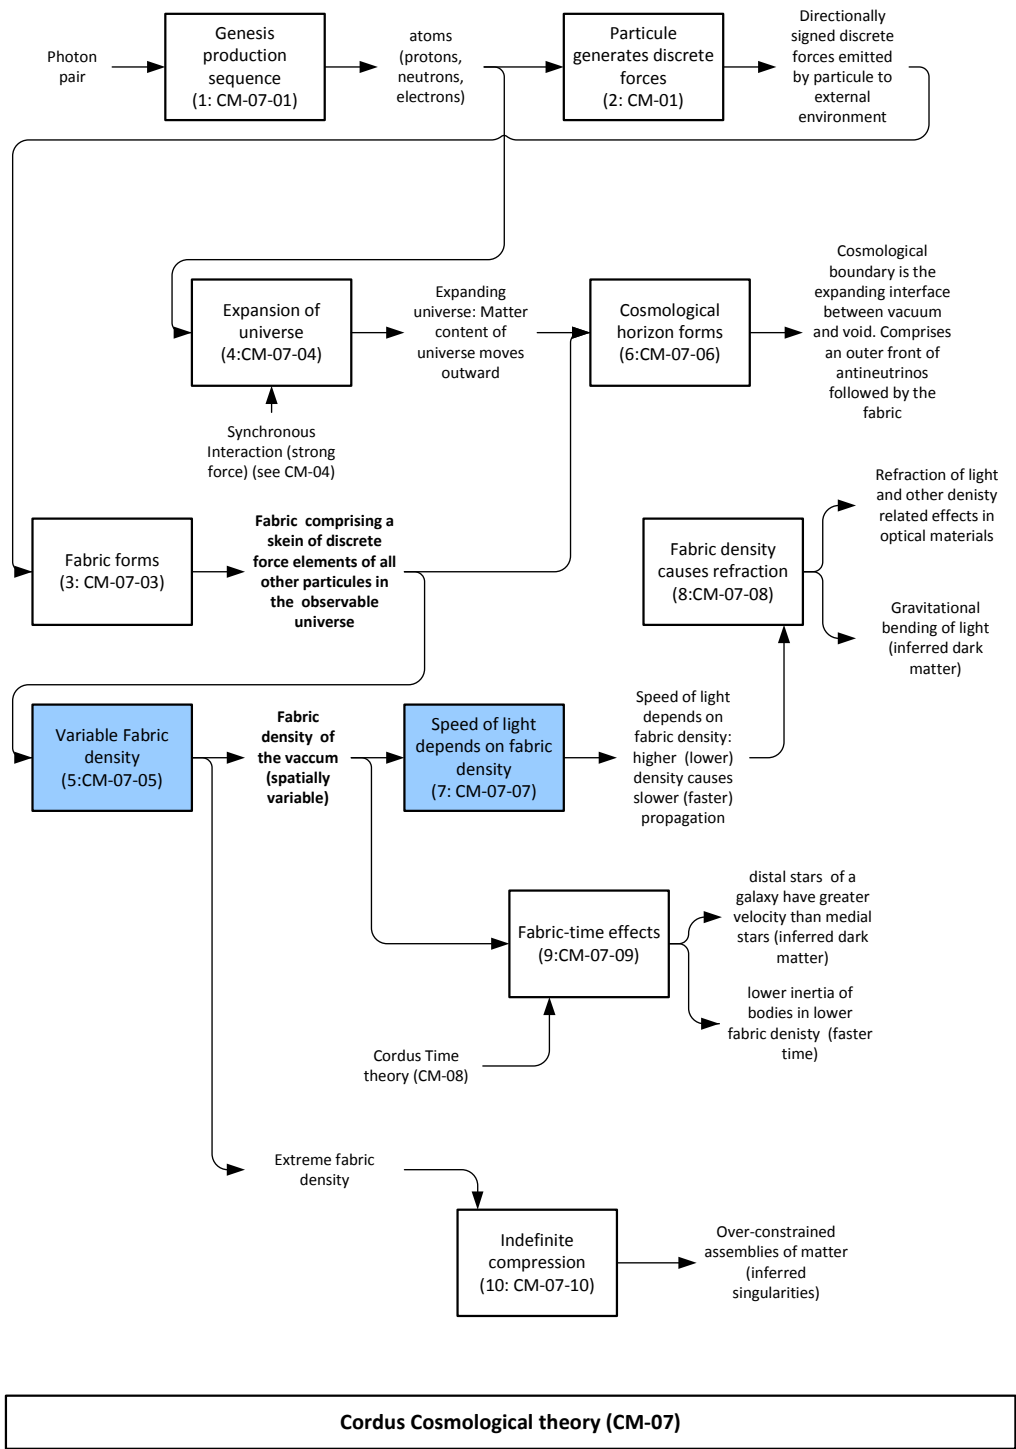 Photon
pair
Genesis
production
sequence
(1: CM-07-01)
atoms
(protons,
neutrons,
electrons)
Particule
generates discrete
forces
(2: CM-01)
Directionally
signed discrete
forces emitted
by particule to
external
environment
Expansion of
universe
(4:CM-07-04)
Expanding
universe: Matter
content of
universe moves
outward
Cosmological
horizon forms
(6:CM-07-06)
Cosmological
boundary is the
expanding interface
between vacuum
and void. Comprises
an outer front of
antineutrinos
followed by the
fabric
Synchronous
Interaction (strong
force) (see CM-04)
Fabric forms
(3: CM-07-03)
Fabric comprising a
skein of discrete
force elements of all
other particules in
the observable
universe
Fabric density
causes refraction
(8:CM-07-08)
Refraction of light
and other denisty
related effects in
optical materials
Gravitational
bending of light
(inferred dark
matter)
Variable Fabric
density
(5:CM-07-05)
Fabric
density of
the vaccum
(spatially
variable)
Speed of light
depends on fabric
density
(7: CM-07-07)
Speed of light
depends on
fabric density:
higher (lower)
density causes
slower (faster)
propagation
Fabric-time effects
(9:CM-07-09)
distal stars of a
galaxy have greater
velocity than medial
stars (inferred dark
matter)
lower inertia of
bodies in lower
fabric denisty (faster
time)
Cordus Time
theory (CM-08)
Extreme fabric
density
Indefinite
compression
(10: CM-07-10)
Over-constrained
assemblies of matter
(inferred
singularities)
Cordus Cosmological theory (CM-07)